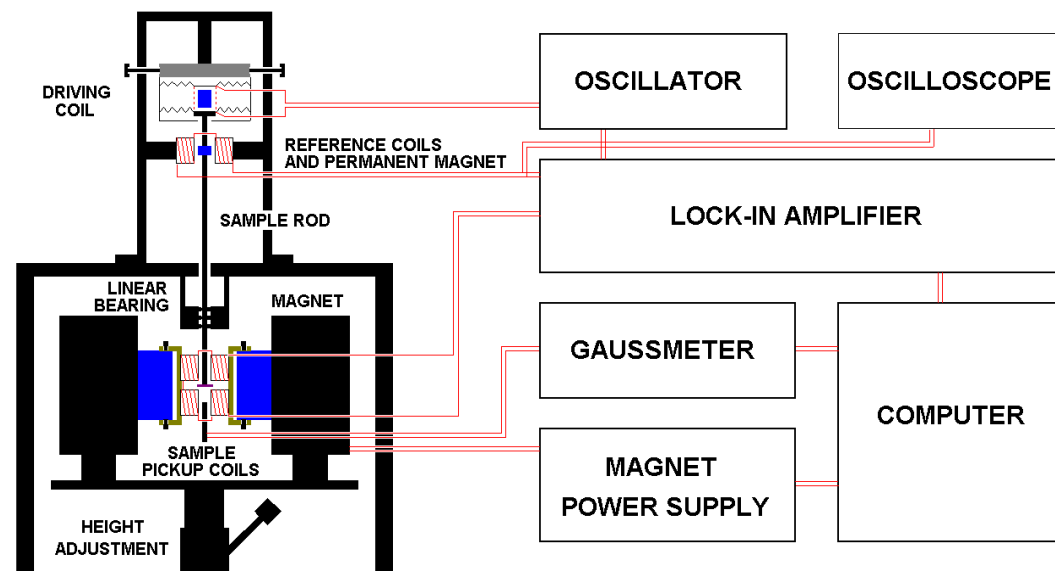 OSCILLATOR
OSCILLOSCOPE
DRIVING
COIL
REFERENCE COILS
AND PERMANENT MAGNET
LOCK-IN AMPLIFIER
SAMPLE ROD
LINEAR
BEARING
MAGNET
GAUSSMETER
COMPUTER
SAMPLE
PICKUP COILS
MAGNET
POWER SUPPLY
HEIGHT
ADJUSTMENT